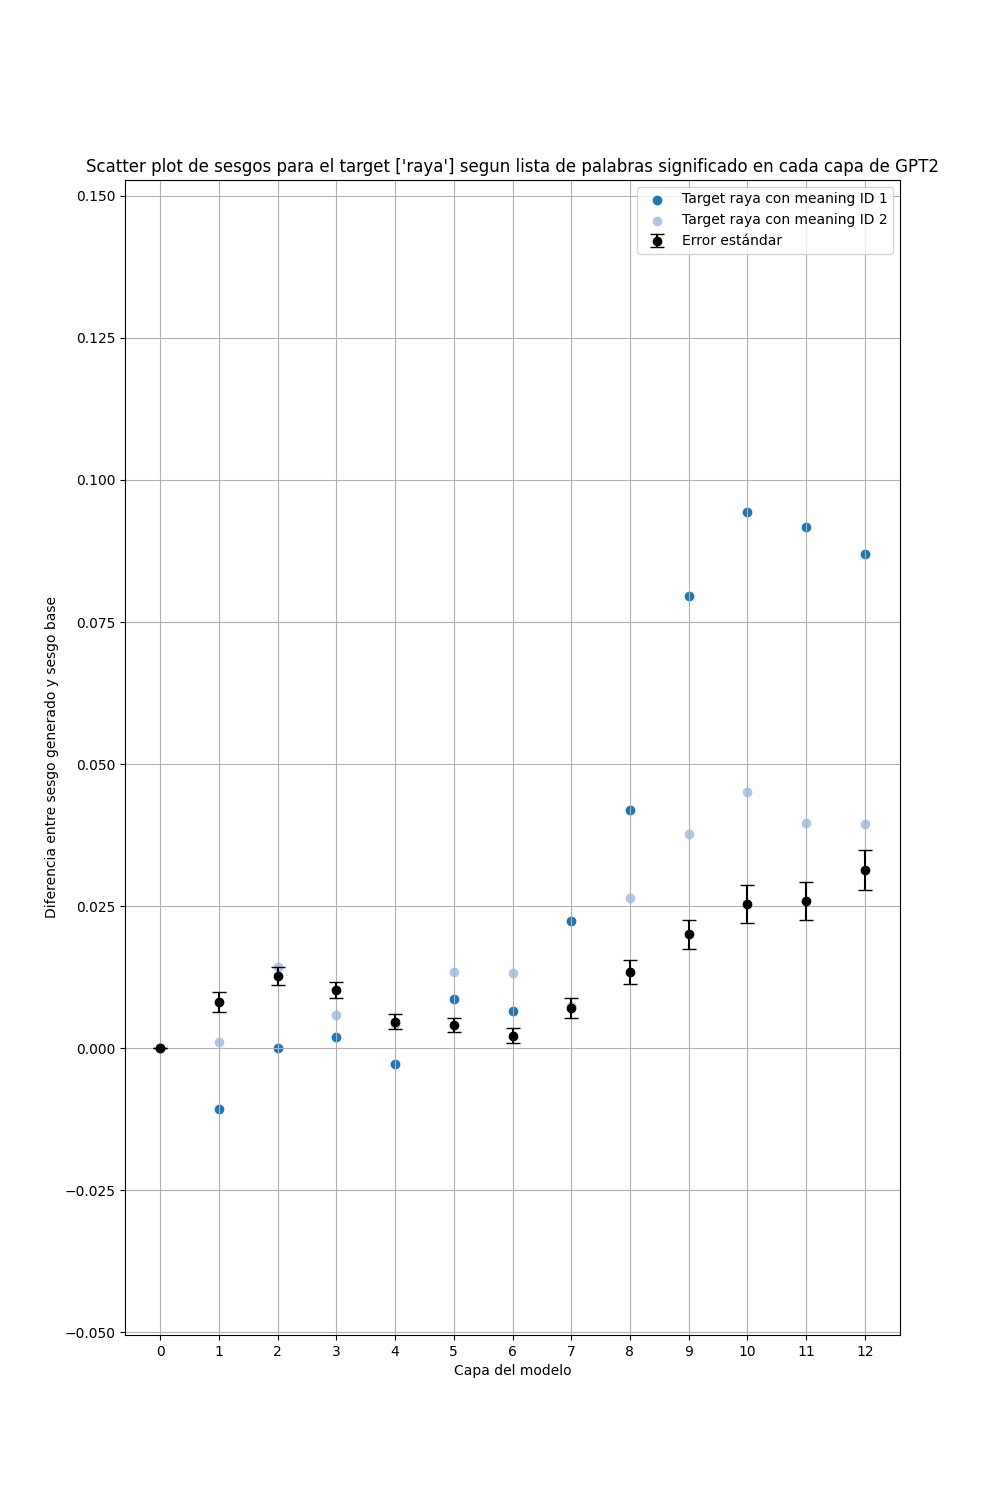 Scatter plot de sesgos para el target ['raya'] segun lista de palabras significado en cada capa de GPT2
Target raya con meaning ID 1
Target raya con meaning ID 2
Error estándar
Diferencia entre sesgo generado y sesgo base
0.150
0.125
0.100
0.075
0.050
0.025
0.000
−0.025
−0.050
0 1 2 3 4 5 6 7 8 9 10 11 12
Capa del modelo